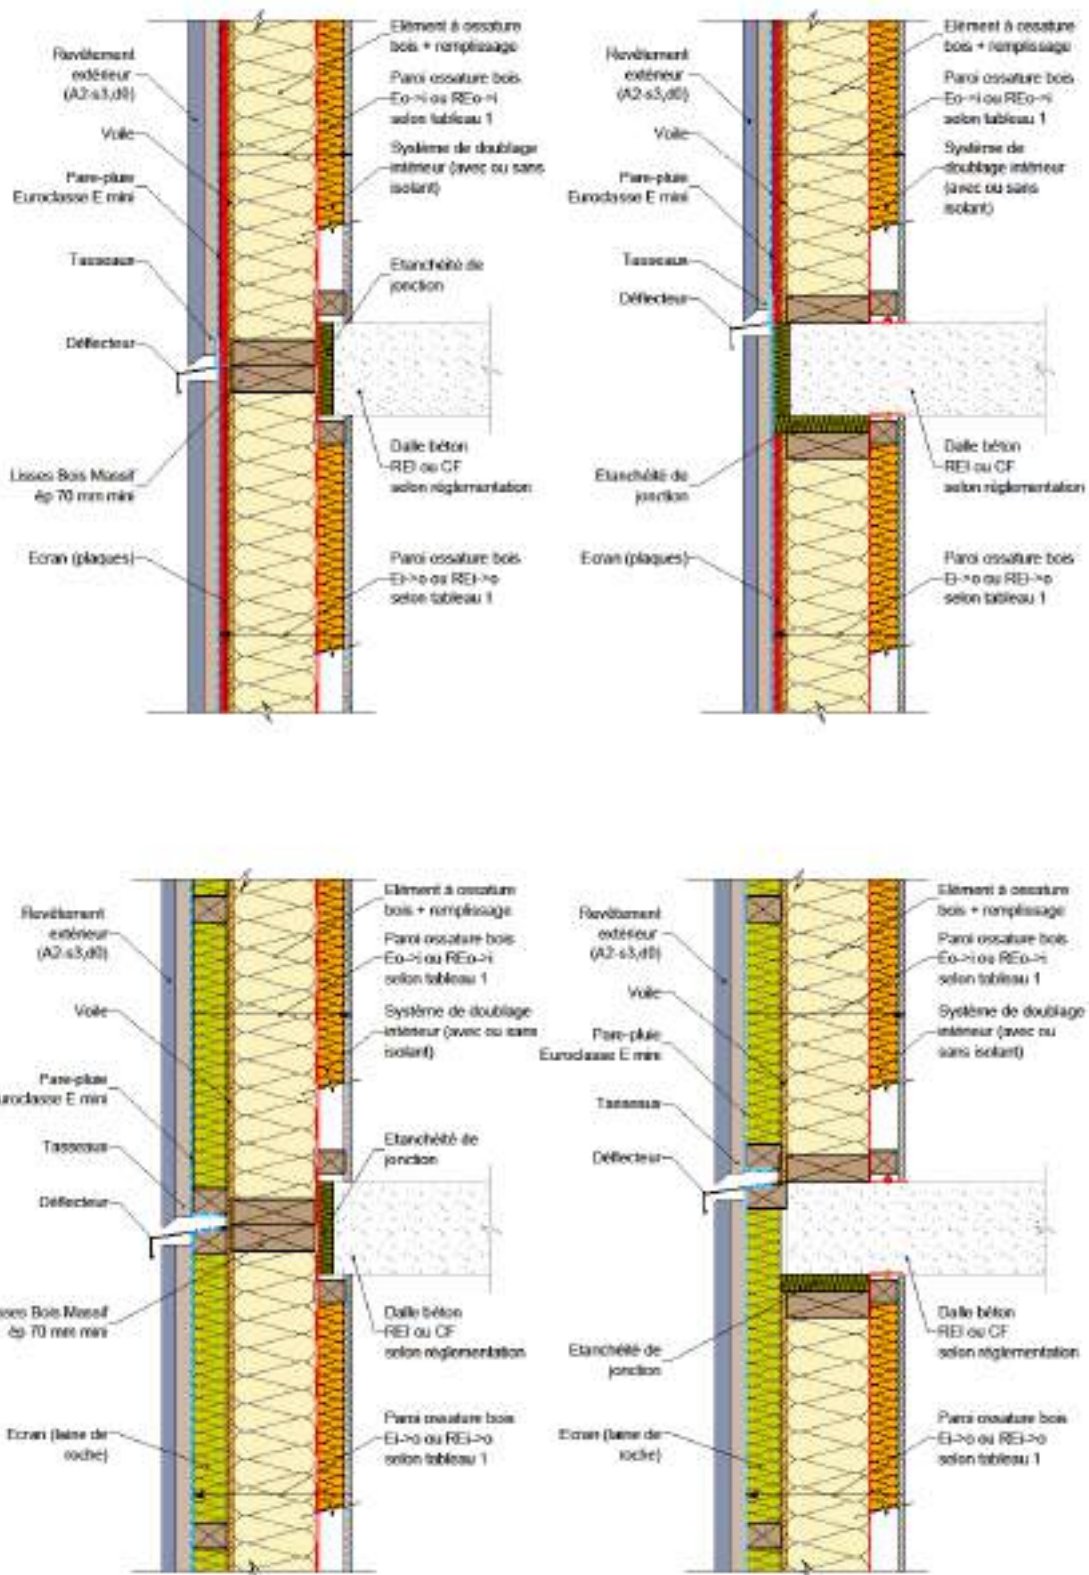 Revêtement
extérieur
(A2-s3,d0)
Voile
Pare-pluie
Euroclasse E mini
Tasseaux
Déflecteur
Lisses Bois Massif
ép 70 mm mini
Ecran (plaques)
Elément à ossature
bois + remplissage
Paroi ossature bois
Eo->i ou REo->i
selon tableau 1
Système de doublage
intérieur (avec ou sans
isolant)
Etanchéité de
jonction
Dalle béton
REI ou CF
selon réglementation
Paroi ossature bois
Ei->o ou REi->o
selon tableau 1
Revêtement
extérieur
(A2-s3,d0)
Voile
Pare-pluie
Euroclasse E mini
Tasseaux
Déflecteur
Etanchéité de
jonction
Ecran (plaques)
Elément à ossature
bois + remplissage
Paroi ossature bois
Eo->i ou REo->i
selon tableau 1
Système de
doublage intérieur
(avec ou sans
isolant)
Dalle béton
REI ou CF
selon réglementation
Paroi ossature bois
Ei->o ou REi->o
selon tableau 1
Revêtement
extérieur
(A2-s3,d0)
Voile
Pare-pluie
uroclasse E mini
Tasseaux
Déflecteur
sses Bois Massif
ép 70 mm mini
Ecran (laine de
roche)
Elément à ossature
bois + remplissage
Paroi ossature bois
Eo->i ou REo->i
selon tableau 1
Système de doublage
intérieur (avec ou sans
isolant)
Etanchéité de
jonction
Dalle béton
REI ou CF
selon réglementation
Paroi ossature bois
Ei->o ou REi->o
selon tableau 1
Revêtement
extérieur
(A2-s3,d0)
Voile
Pare-pluie
Euroclasse E mini
Tasseaux
Déflecteur
Etanchéité de
jonction
Ecran (laine de
roche)
Elément à ossature
bois + remplissage
Paroi ossature bois
Eo->i ou REo->i
selon tableau 1
Système de doublage
intérieur (avec ou
sans isolant)
Dalle béton
REI ou CF
selon réglementation
Paroi ossature bois
Ei->o ou REi->o
selon tableau 1